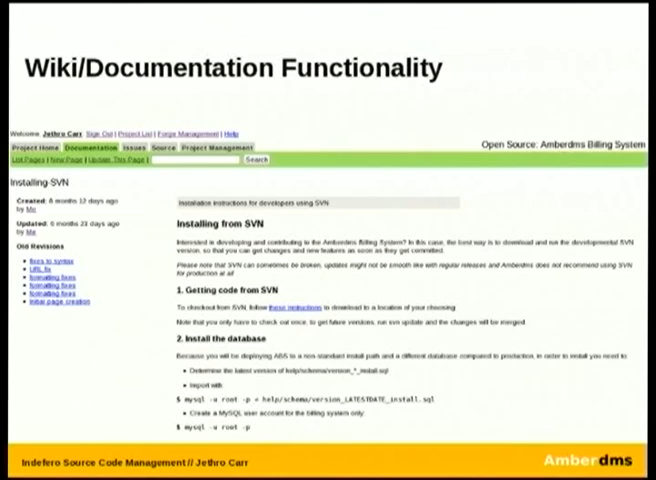 Wiki/Documentation Functionality
Welcome, Jethro Carr Sign Out | Project List | Forge Management | Help
Project Home Documentation Issues Source Project Management
Open Source: Amberdms Billing System
List Pages | New Page | Update This Page | Search
Installing-SVN
Created: 6 months 12 days ago
by Me
Updated: 6 months 23 days ago
by Me
Old Revisions
fixes to syntax
URL fix
formatting fixes
formatting fixes
formatting fixes
Initial page creation
Installation instructions for developers using SVN
Installing from SVN
Interested in developing and contributing to the Amberdms Billing System? In this case, the best way is to download and run the developmental SVN
version, so that you can get changes and new features as soon as they get committed.
Please note that SVN can sometimes be broken, updates might not be smooth like with regular releases and Amberdms does not recommend using SVN
for production at all
1. Getting code from SVN
To checkout from SVN, follow these instructions to download to a location of your choosing
Note that you only have to check out once, to get future versions, run svn update and the changes will be merged
2. Install the database
Because you will be deploying ABS to a non-standard install path and a different database compared to production, in order to install you need to:
Determine the latest version of help/schema/version_*_install.sql
Import with
$ mysql -u root -p < help/schema/version_LATESTDATE_install.sql
Create a MySQL user account for the billing system only:
$ mysql -u root -p
Indefero Source Code Management // Jethro Carr
Amberdms